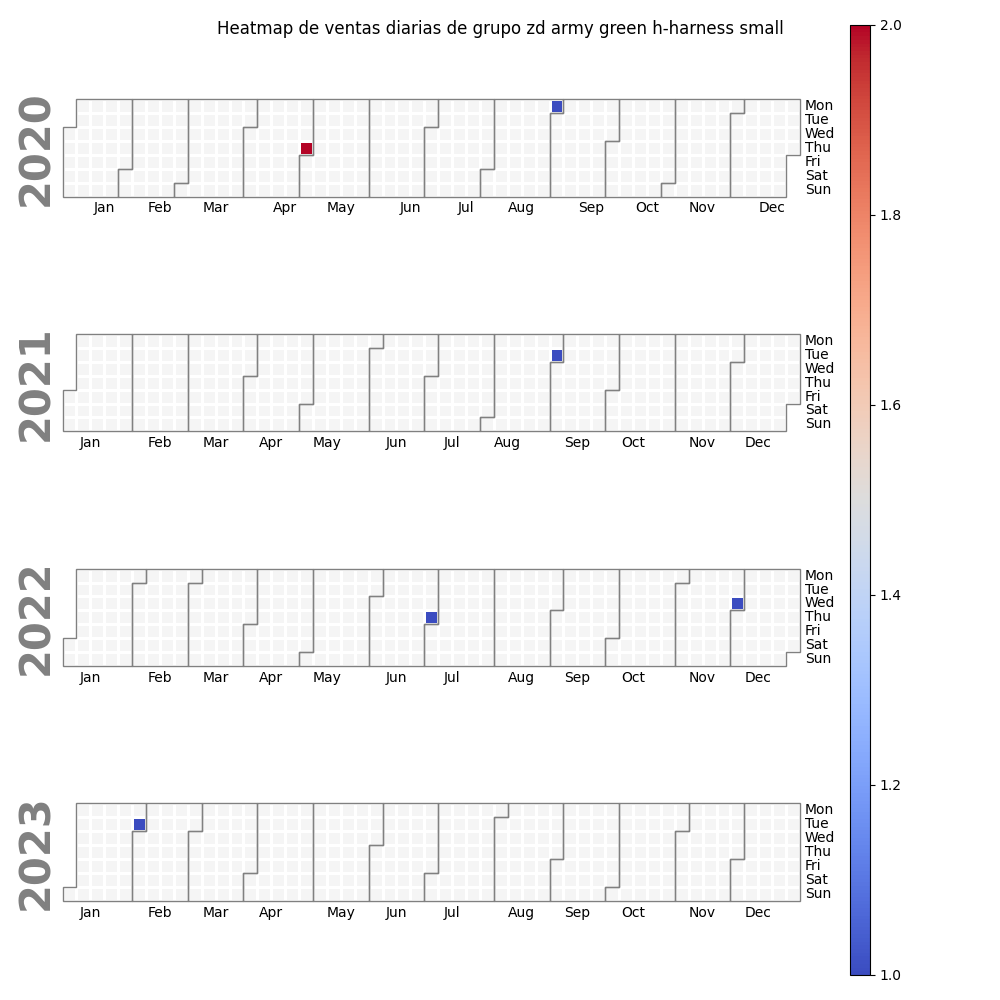 Heatmap de ventas diarias de grupo zd army green h-harness small
2020
Mon
Tue
Wed
Thu
Fri
Sat
Sun
Jan Feb Mar Apr May Jun Jul Aug Sep Oct Nov Dec
2021
Mon
Tue
Wed
Thu
Fri
Sat
Sun
Jan Feb Mar Apr May Jun Jul Aug Sep Oct Nov Dec
2022
Mon
Tue
Wed
Thu
Fri
Sat
Sun
Jan Feb Mar Apr May Jun Jul Aug Sep Oct Nov Dec
2023
Mon
Tue
Wed
Thu
Fri
Sat
Sun
Jan Feb Mar Apr May Jun Jul Aug Sep Oct Nov Dec
2.0
1.8
1.6
1.4
1.2
1.0